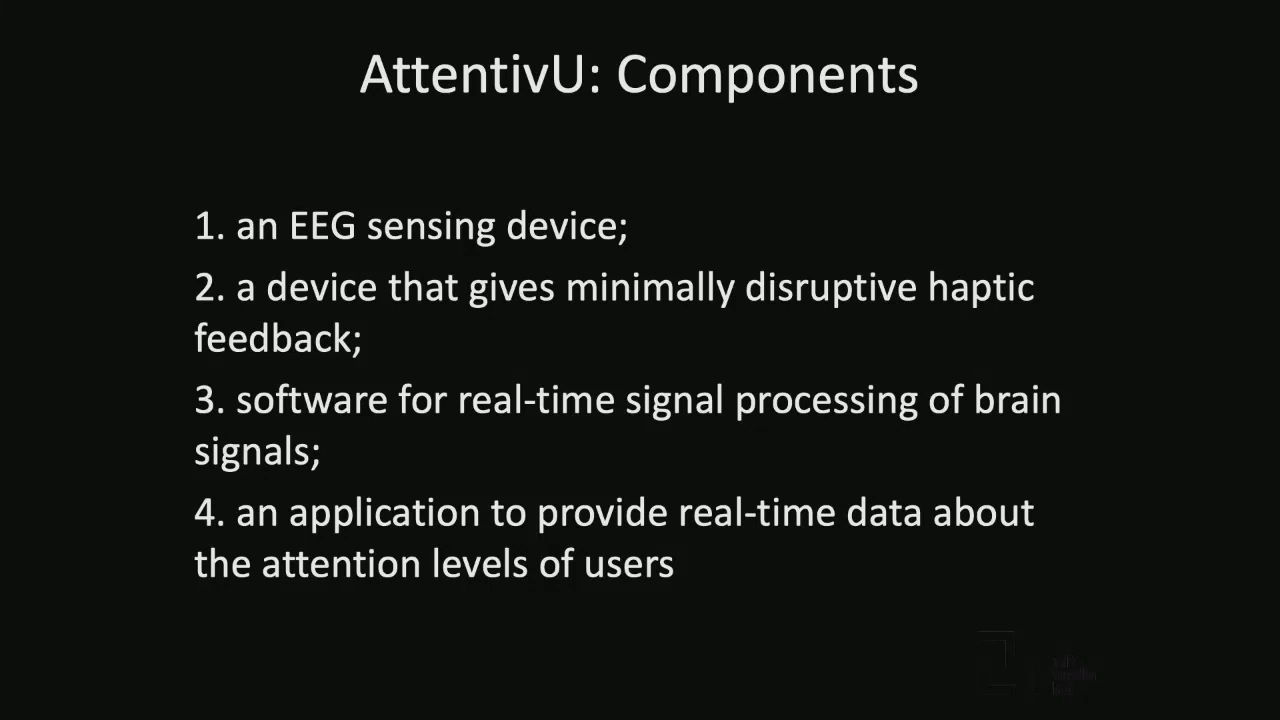 AttentivU: Components
1. an EEG sensing device;
2. a device that gives minimally disruptive haptic
feedback;
3. software for real-time signal processing of brain
signals;
4. an application to provide real-time data about
the attention levels of users